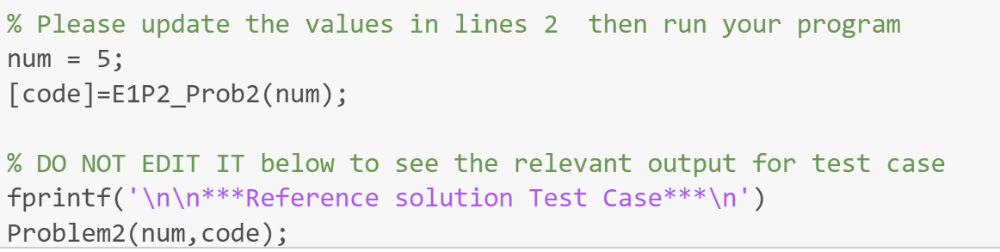 % Please update the values in lines 2  then run your program
num = 5;
[code]=E1P2_Prob2(num);
% DO NOT EDIT IT below to see the relevant output for test case
fprintf('\n\n***Reference solution Test Case***\n')
Problem2(num,code);